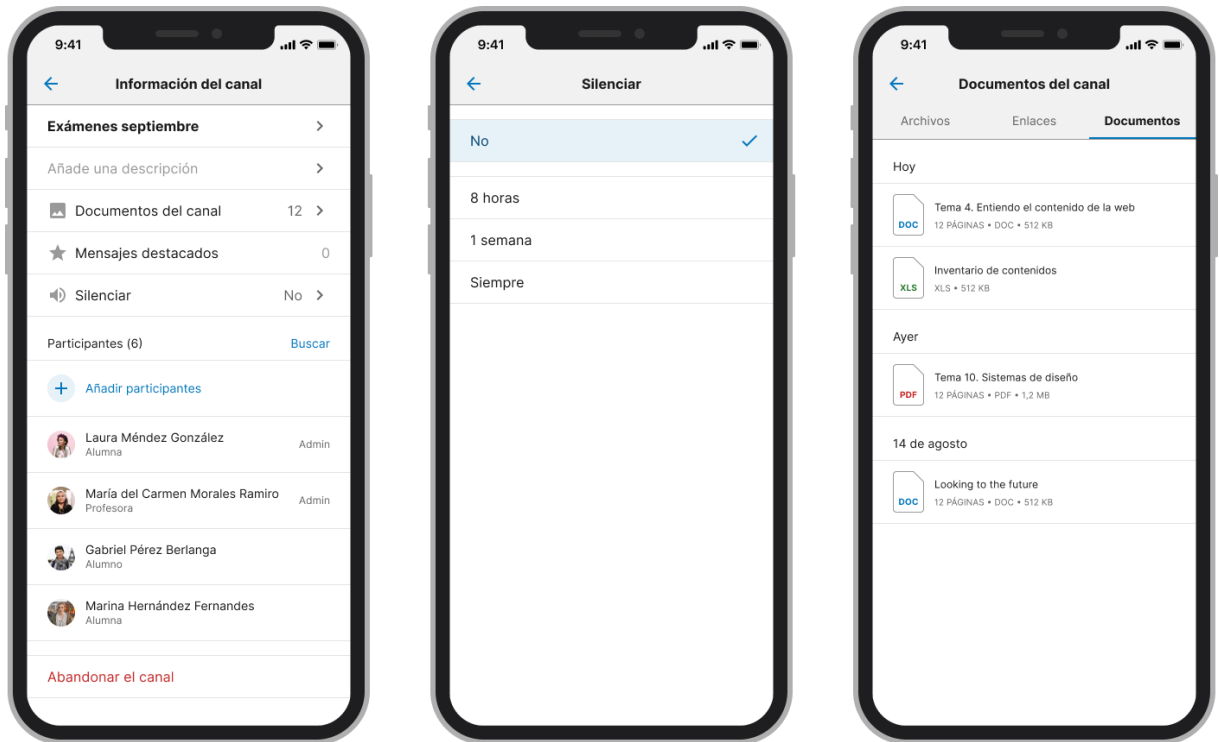 9:41
Información del canal
Exámenes septiembre
Añade una descripción
Documentos del canal 12
Mensajes destacados 0
Silenciar No
Participantes (6) Buscar
Añadir participantes
Laura Méndez González
Alumna
Admin
María del Carmen Morales Ramiro
Profesora
Admin
Gabriel Pérez Berlanga
Alumno
Marina Hernández Fernandes
Alumna
Abandonar el canal
9:41
Silenciar
No
8 horas
1 semana
Siempre
9:41
Documentos del canal
Archivos Enlaces Documentos
Hoy
DOC
Tema 4. Entiendo el contenido de la web
12 PÁGINAS • DOC • 512 KB
XLS
Inventario de contenidos
XLS • 512 KB
Ayer
PDF
Tema 10. Sistemas de diseño
12 PÁGINAS • PDF • 1,2 MB
14 de agosto
DOC
Looking to the future
12 PÁGINAS • DOC • 512 KB